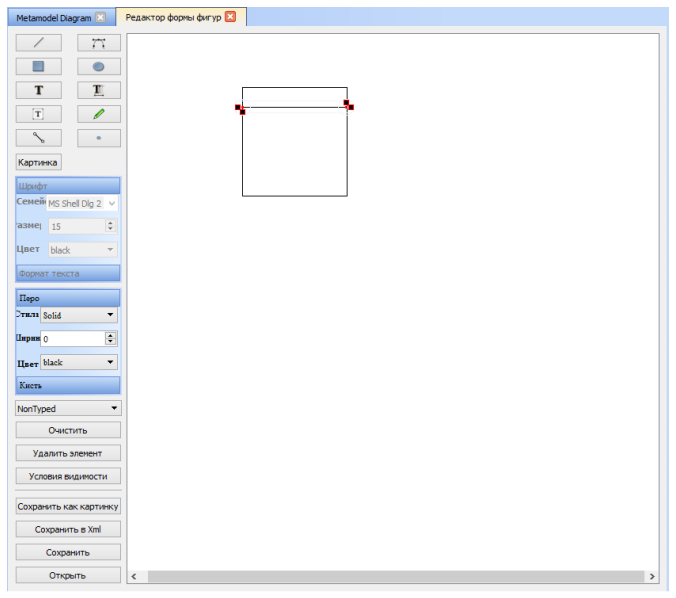 Metamodel Diagram
Редактор формы фигур
T
T
T
Картинка
Шрифт
Семей
MS Shell Dlg 2
азмер
15
Цвет
black
Формат текста
Перо
Стиль
Solid
Ширин
0
Цвет
black
Кисть
NonTyped
Очистить
Удалить элемент
Условия видимости
Сохранить как картинку
Сохранить в Xml
Сохранить
Открыть